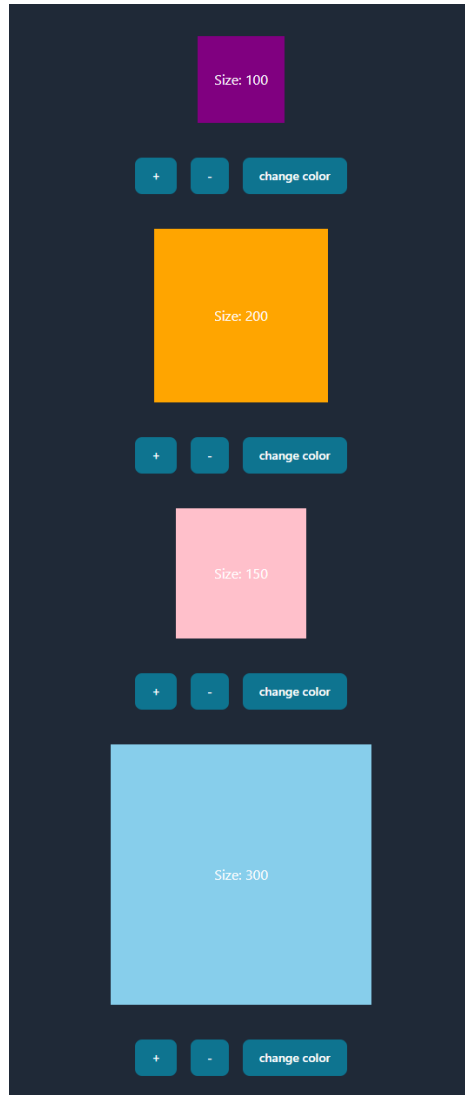 Size: 100
+ - change color
Size: 200
+ - change color
Size: 150
+ - change color
Size: 300
+ - change color